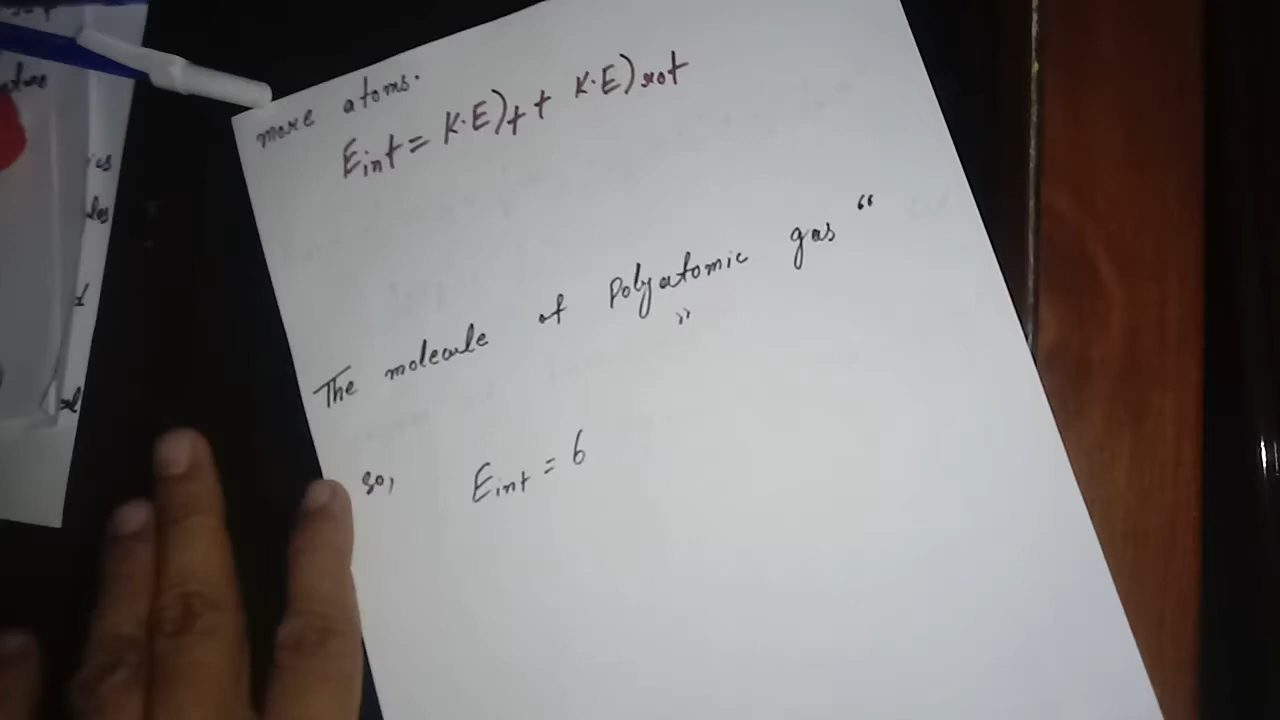 more atoms.
Eint = K.E)t + K.E)rot
The molecule of Polyatomic gas “
”
so, Eint = 6